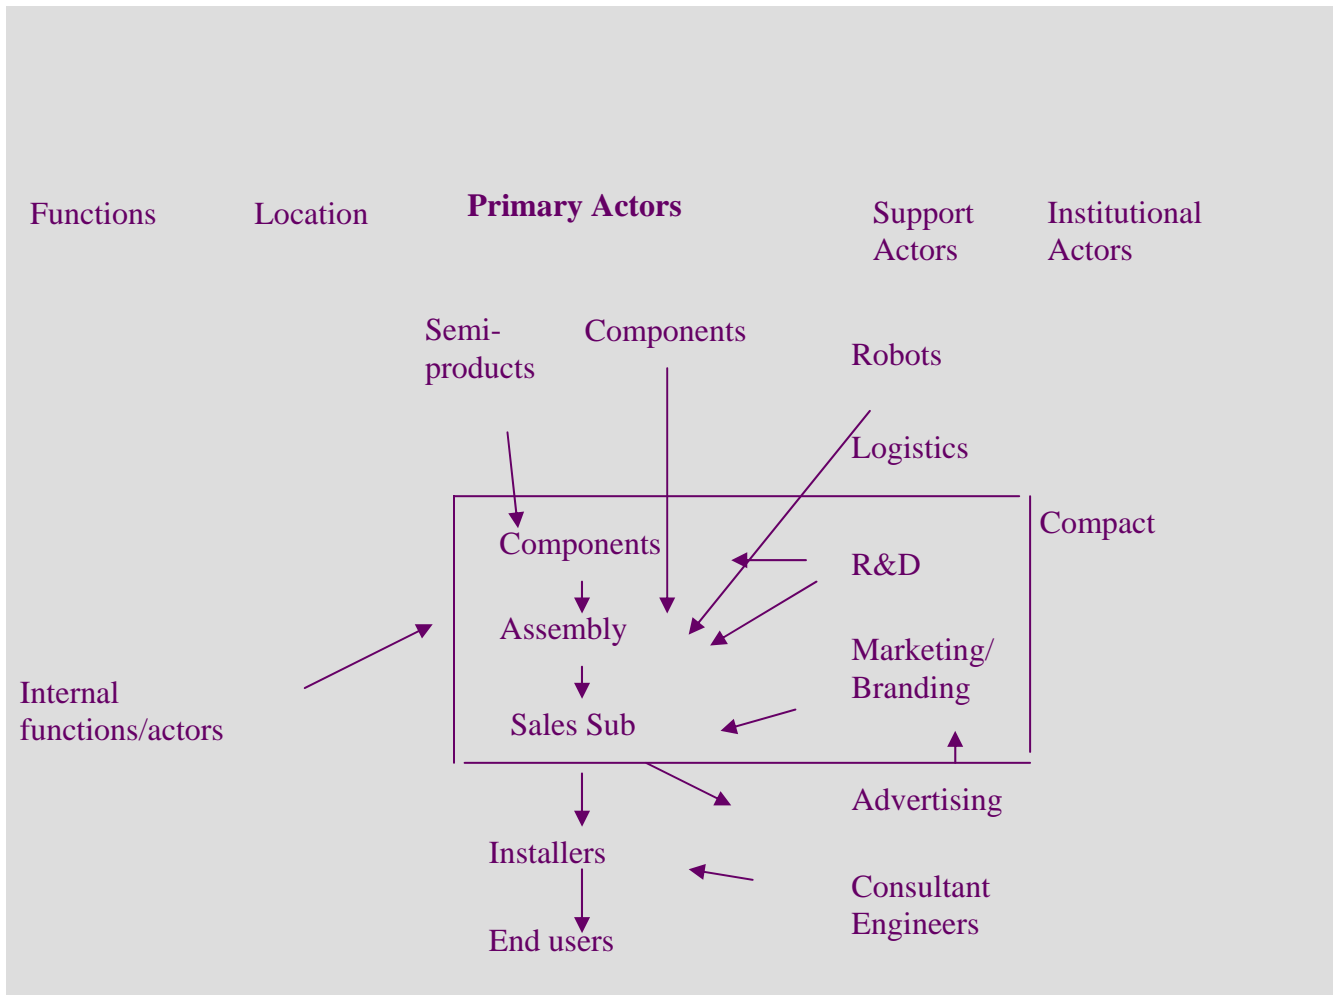 Functions
Location
Primary Actors
Support
Actors
Institutional
Actors
Semi-
products
Components
Robots
Logistics
Compact
Components
R&D
Assembly
Marketing/
Branding
Internal
functions/actors
Sales Sub
Advertising
Installers
Consultant
Engineers
End users